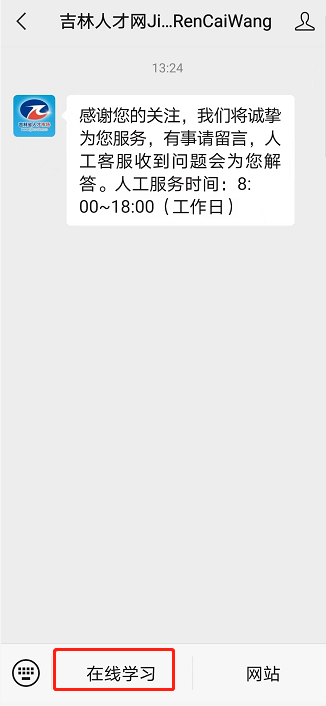 吉林人才网Ji...RenCaiWang
13:24
感谢您的关注，我们将诚挚
为您服务，有事请留言，人
工客服收到问题会为您解
答。人工服务时间：8:
00~18:00（工作日）
在线学习
网站